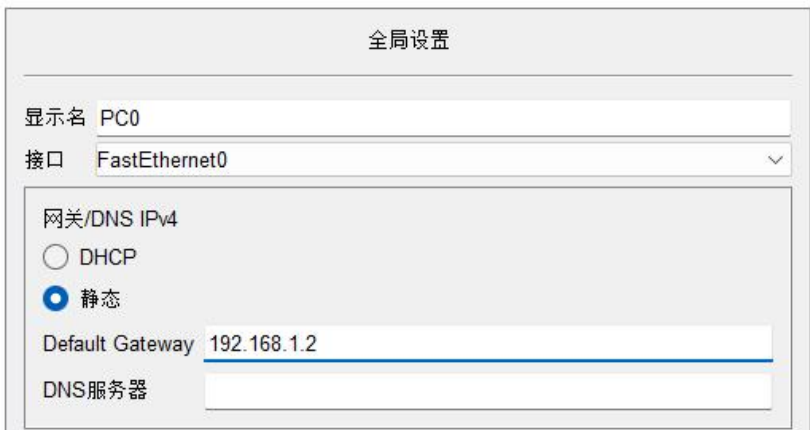 全局设置
显示名 PC0
接口 FastEthernet0
网关/DNS IPv4
DHCP
静态
Default Gateway 192.168.1.2
DNS服务器